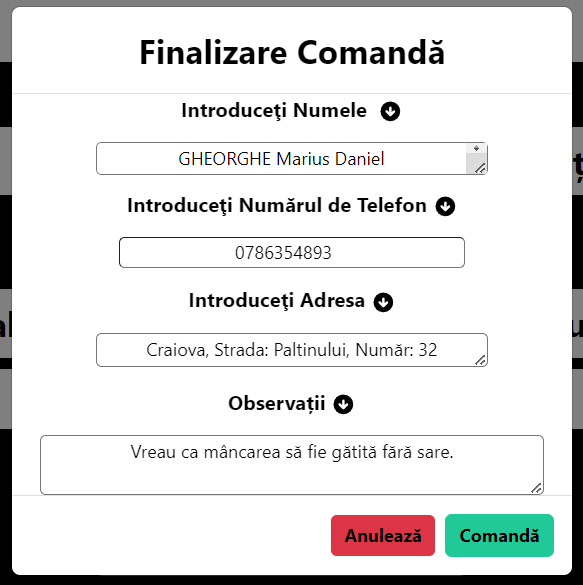 Finalizare Comandă
Introduceţi Numele
GHEORGHE Marius Daniel
Introduceţi Numărul de Telefon
0786354893
Introduceţi Adresa
Craiova, Strada: Paltinului, Număr: 32
Observații
Vreau ca mâncarea să fie gătită fără sare.
Anulează Comandă